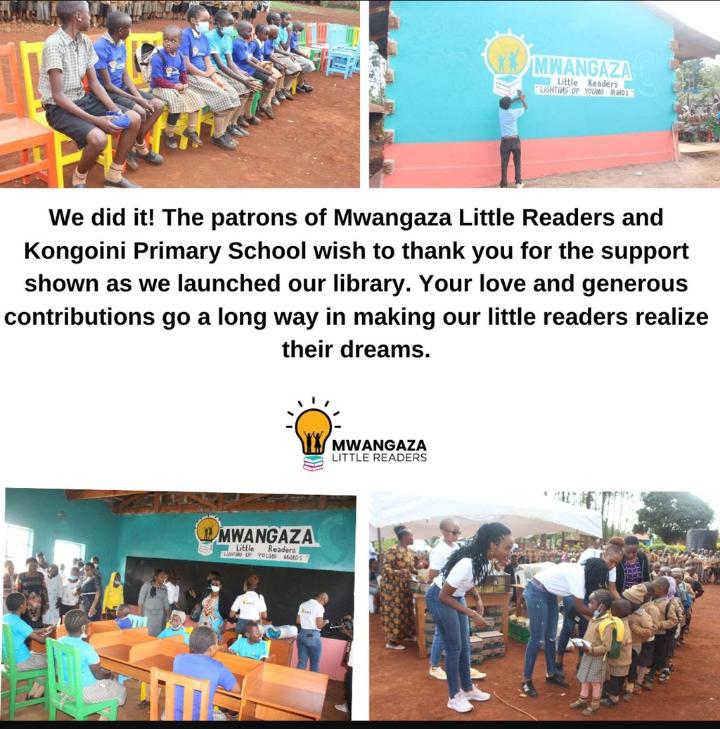 MWANGAZA
Little Readers
"LIGHTING UP YOUNG MINDS"
We did it! The patrons of Mwangaza Little Readers and
Kongoini Primary School wish to thank you for the support
shown as we launched our library. Your love and generous
contributions go a long way in making our little readers realize
their dreams.
MWANGAZA
LITTLE READERS
MWANGAZA
Little Readers
"LIGHTING UP YOUNG MINDS"